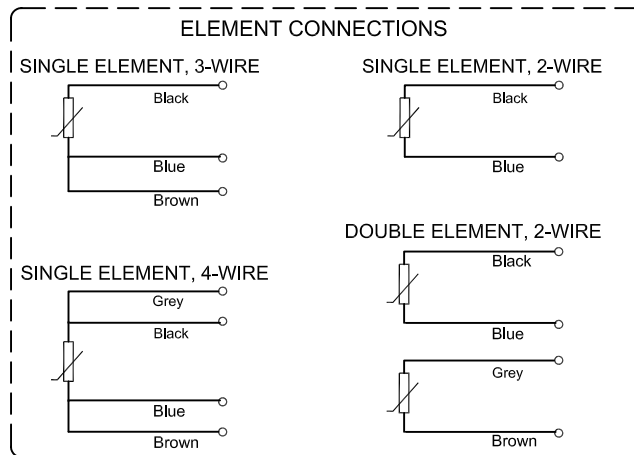 ELEMENT CONNECTIONS
SINGLE ELEMENT, 3-WIRE
Black
Blue
Brown
SINGLE ELEMENT, 2-WIRE
Black
Blue
SINGLE ELEMENT, 4-WIRE
Grey
Black
Blue
Brown
DOUBLE ELEMENT, 2-WIRE
Black
Blue
Grey
Brown